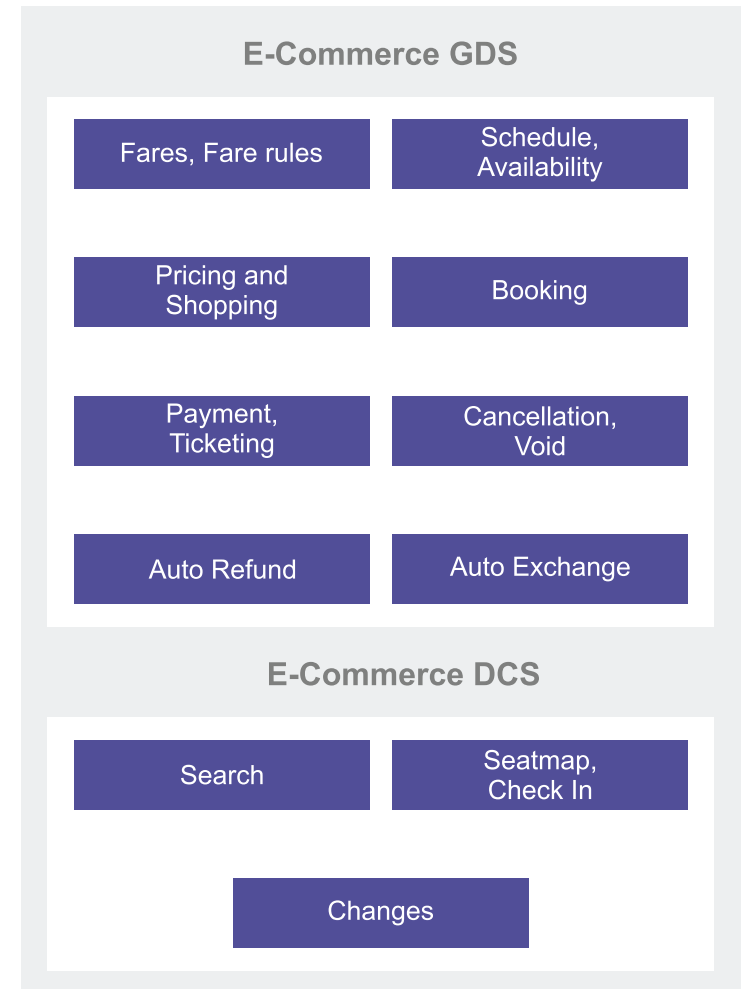 E-Commerce GDS
Fares, Fare rules
Schedule,
Availability
Pricing and
Shopping
Booking
Payment,
Ticketing
Cancellation,
Void
Auto Refund
Auto Exchange
E-Commerce DCS
Search
Seatmap,
Check In
Changes